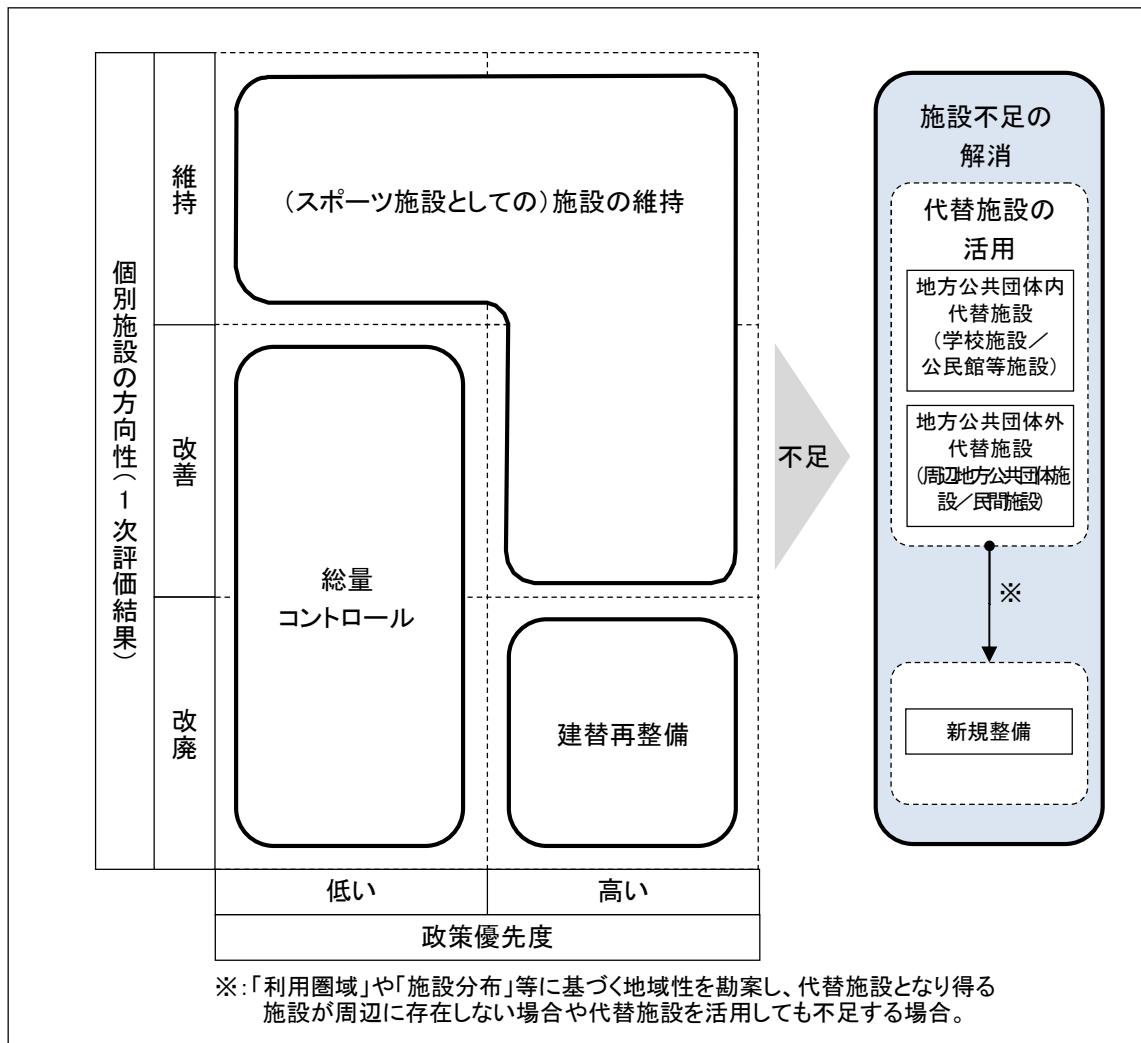 個別施設の方向性(1次評価結果)
維持
改善
改廃
(スポーツ施設としての)施設の維持
総量
コントロール
建替再整備
低い
高い
政策優先度
不足
施設不足の
解消
代替施設の
活用
地方公共団体内
代替施設
(学校施設/
公民館等施設)
地方公共団体外
代替施設
(周辺地方公共団体施
設/民間施設)
※
新規整備
※:「利用圏域」や「施設分布」等に基づく地域性を勘案し、代替施設となり得る
施設が周辺に存在しない場合や代替施設を活用しても不足する場合。